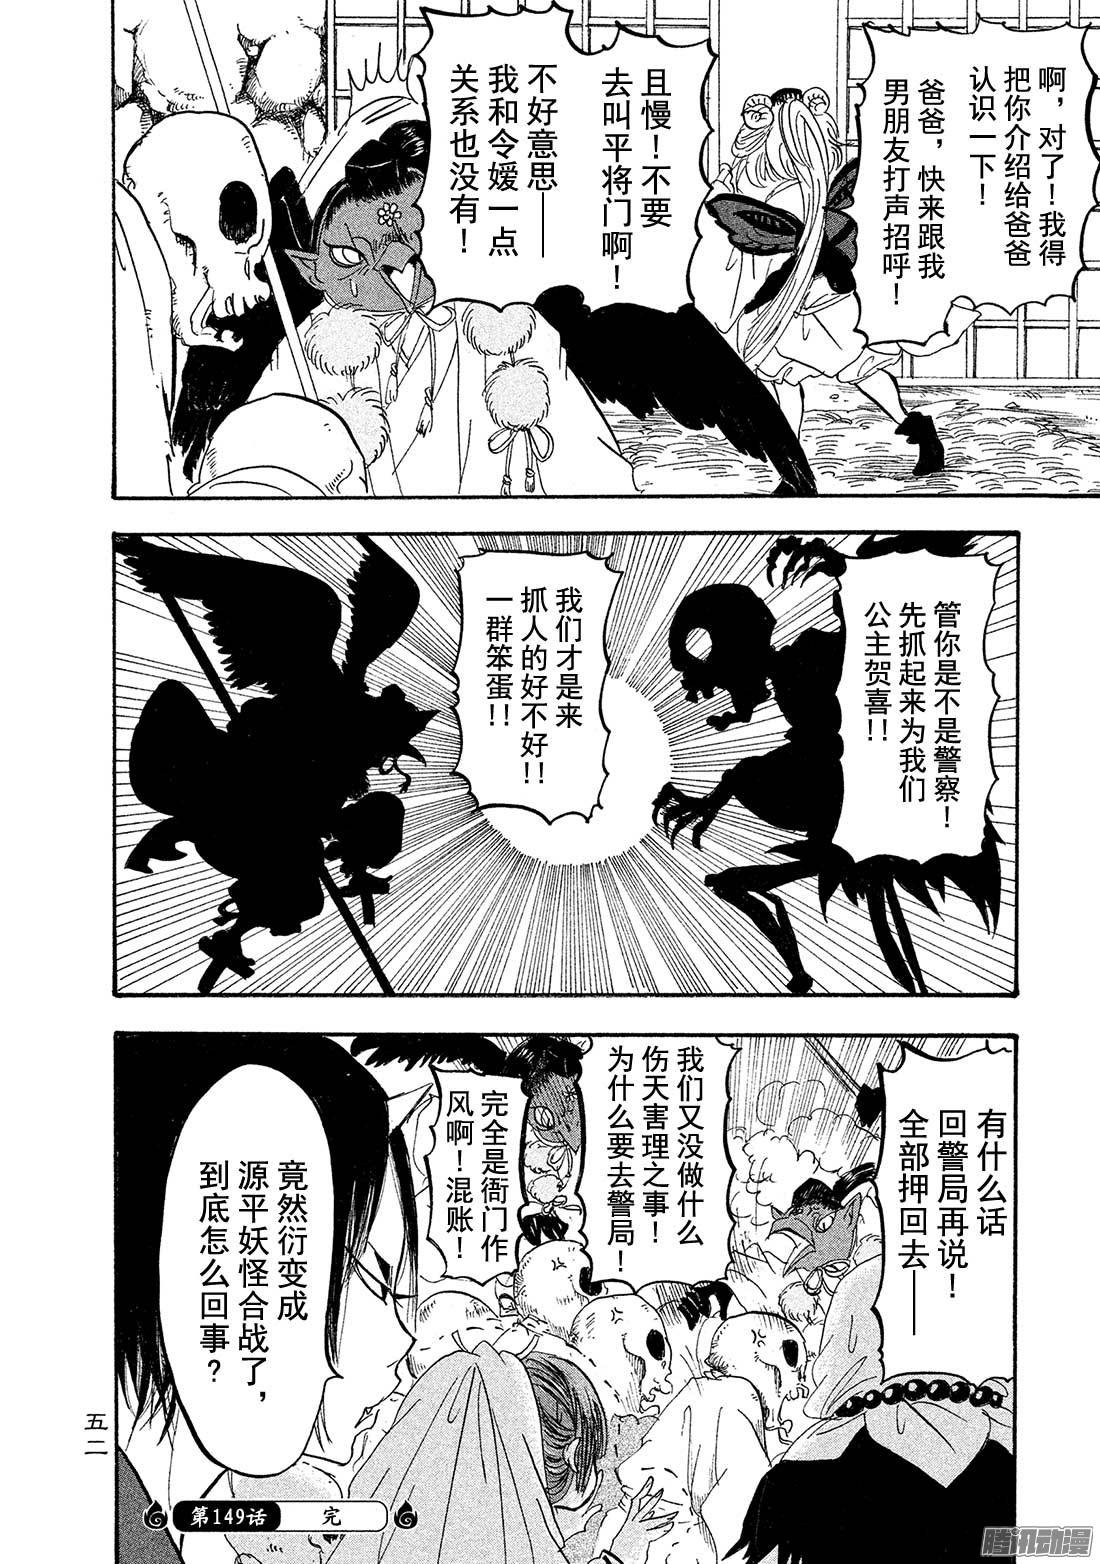 啊，对了！我得
把你介绍给爸爸
认识一下！
爸爸，快来跟我
男朋友打声招呼！
且慢！不要
去叫平将门啊！
不好意思——
我和令嫒一点
关系也没有！
管你是不是警察！
先抓起来为我们
公主贺喜!!
我们才是来
抓人的好不好!!
一群笨蛋!!
有什么话
回警局再说！
全部押回去——
我们又没做什么
伤天害理之事！
为什么要去警局！
完全是衙门作
风啊！混账！
竟然衍变成
源平妖怪合战了，
到底怎么回事？
五二
第149话 完
腾讯动漫